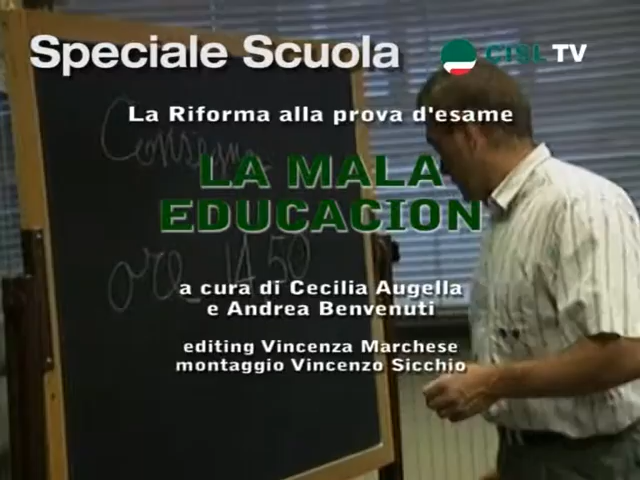 Speciale Scuola
CISL TV
La Riforma alla prova d'esame
Consegna
LA MALA
EDUCACION
ore 14.50
a cura di Cecilia Augella
e Andrea Benvenuti
editing Vincenza Marchese
montaggio Vincenzo Sicchio